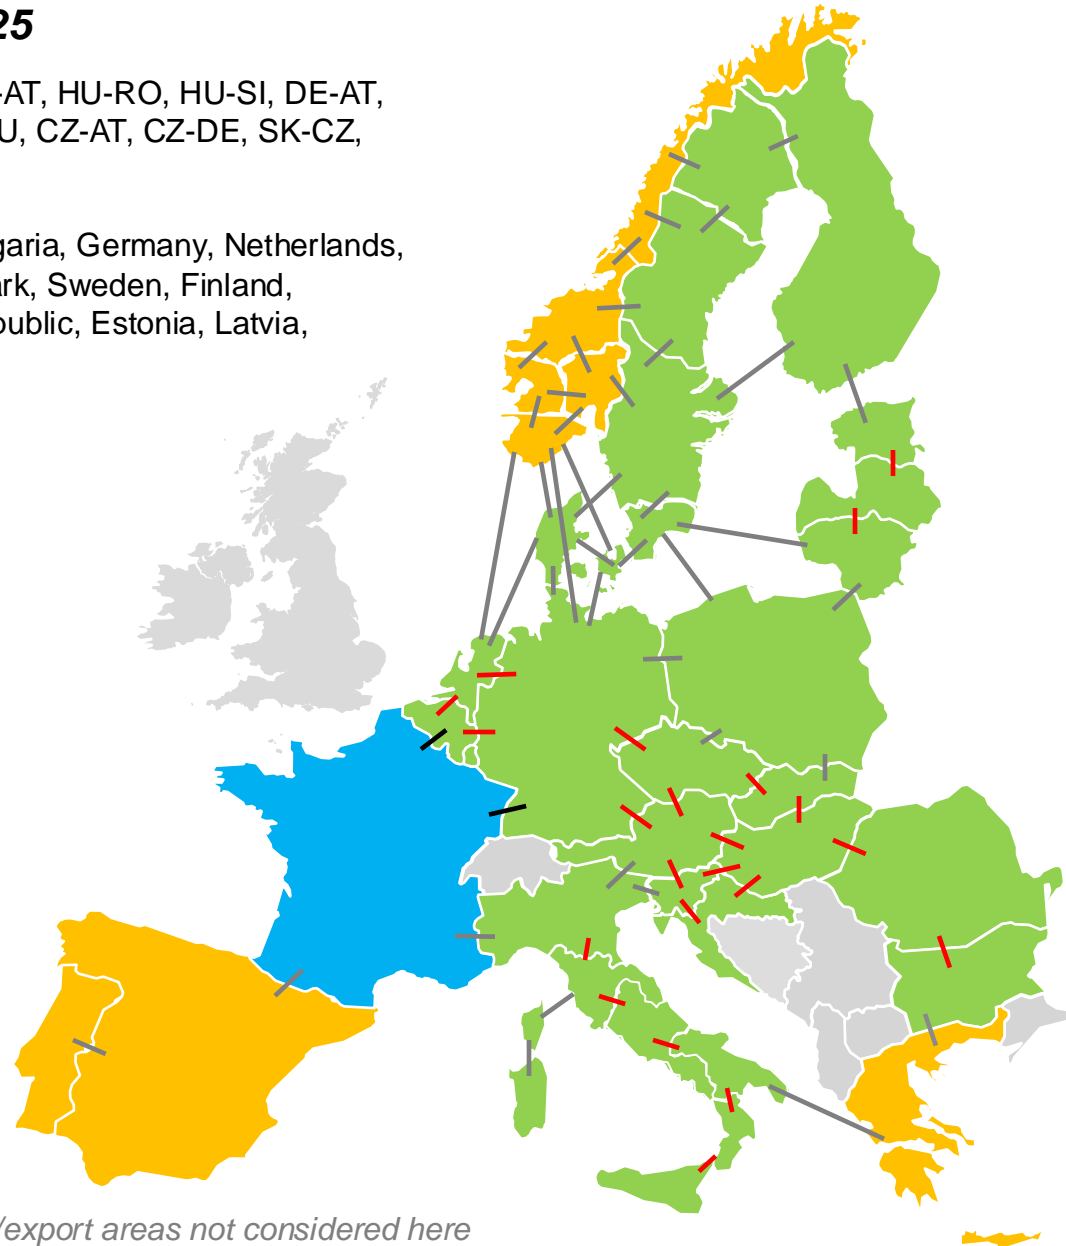 25
-AT, HU-RO, HU-SI, DE-AT,
U, CZ-AT, CZ-DE, SK-CZ,
garia, Germany, Netherlands,
ark, Sweden, Finland,
public, Estonia, Latvia,
/export areas not considered here